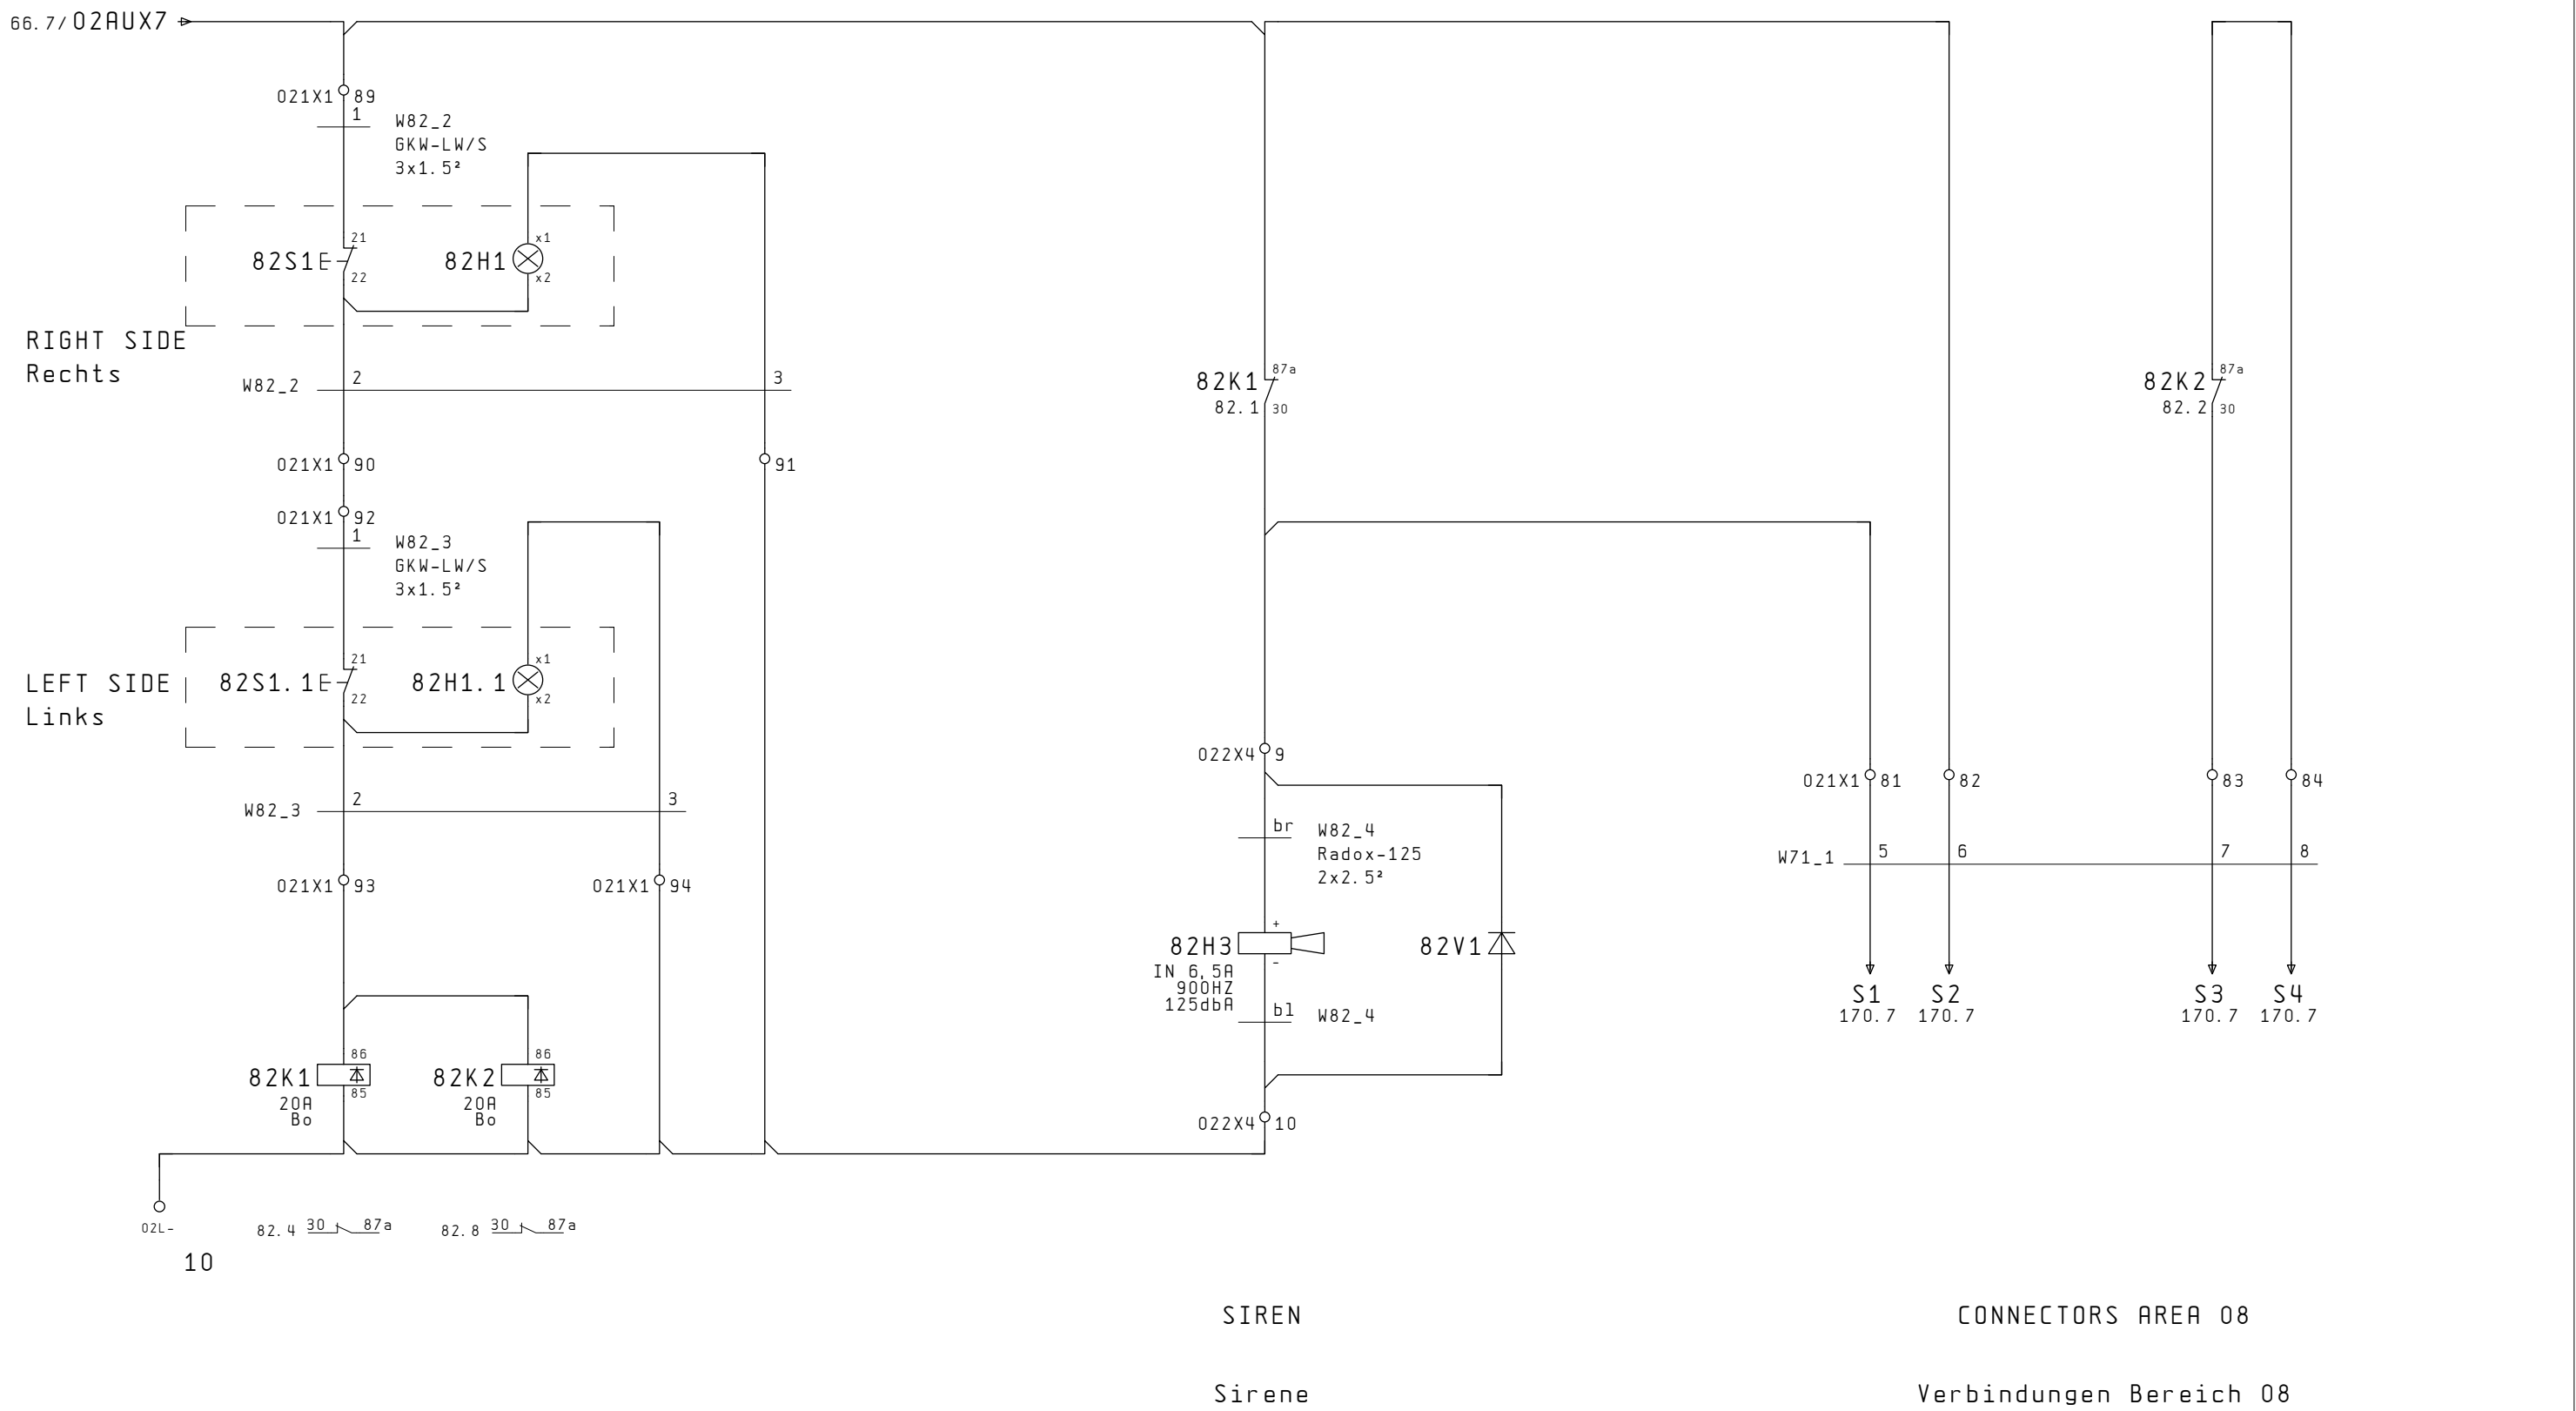 66.7/02AUX7
021X1 89
1
W82_2
GKW-LW/S
3x1.5²
82S1
21
22
82H1
x1
x2
RIGHT SIDE
Rechts
W82_2
2
3
021X1 90
91
021X1 92
1
W82_3
GKW-LW/S
3x1.5²
LEFT SIDE
Links
82S1.1
21
22
82H1.1
x1
x2
W82_3
2
3
021X1 93
021X1 94
82K1
20A
Bo
86
85
82K2
20A
Bo
86
85
02L-
10
82.4 30 87a
82.8 30 87a
82K1
82.1
87a
30
022X4 9
br
W82_4
Radox-125
2x2.5²
82H3
+
-
IN 6,5A
900HZ
125dbA
bl W82_4
82V1
022X4 10
82K2
82.2
87a
30
021X1 81
82
83
84
W71_1
5
6
7
8
S1
170.7
S2
170.7
S3
170.7
S4
170.7
SIREN
Sirene
CONNECTORS AREA 08
Verbindungen Bereich 08